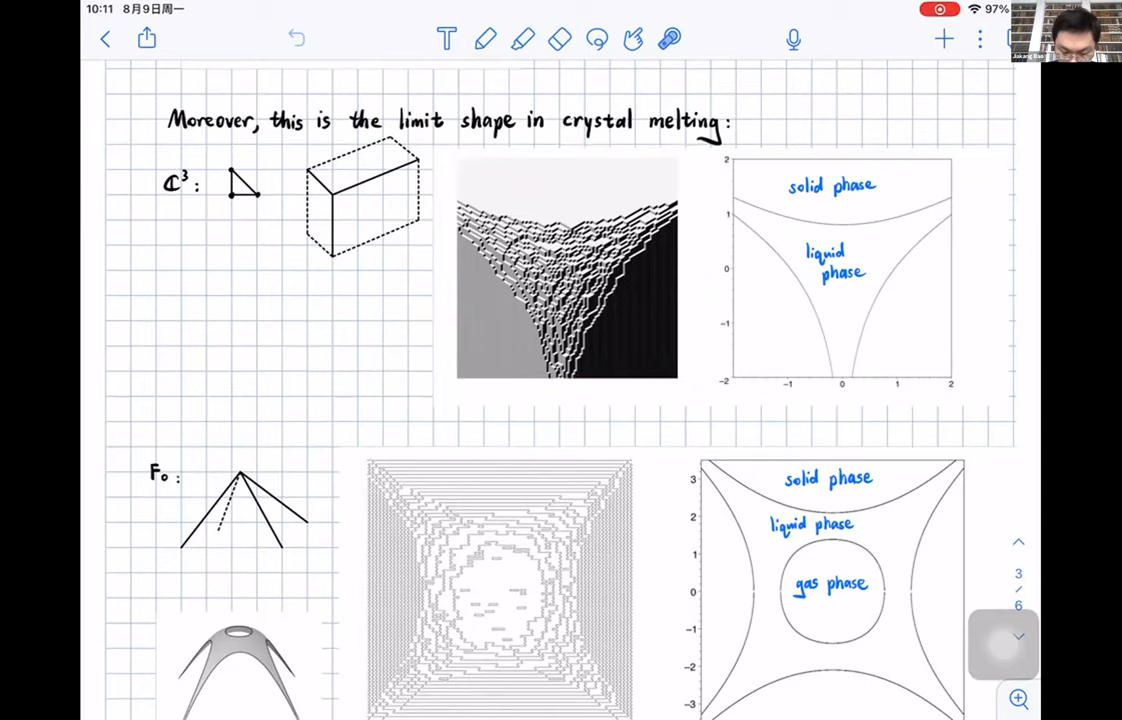 10:11 8月9日周一
97%
Moreover, this is the limit shape in crystal melting:
ℂ³:
2
1
0
-1
-2
-1
0
1
2
solid phase
liquid
phase
F₀:
3
2
1
0
-1
-2
-3
solid phase
liquid phase
gas phase
3
/
6